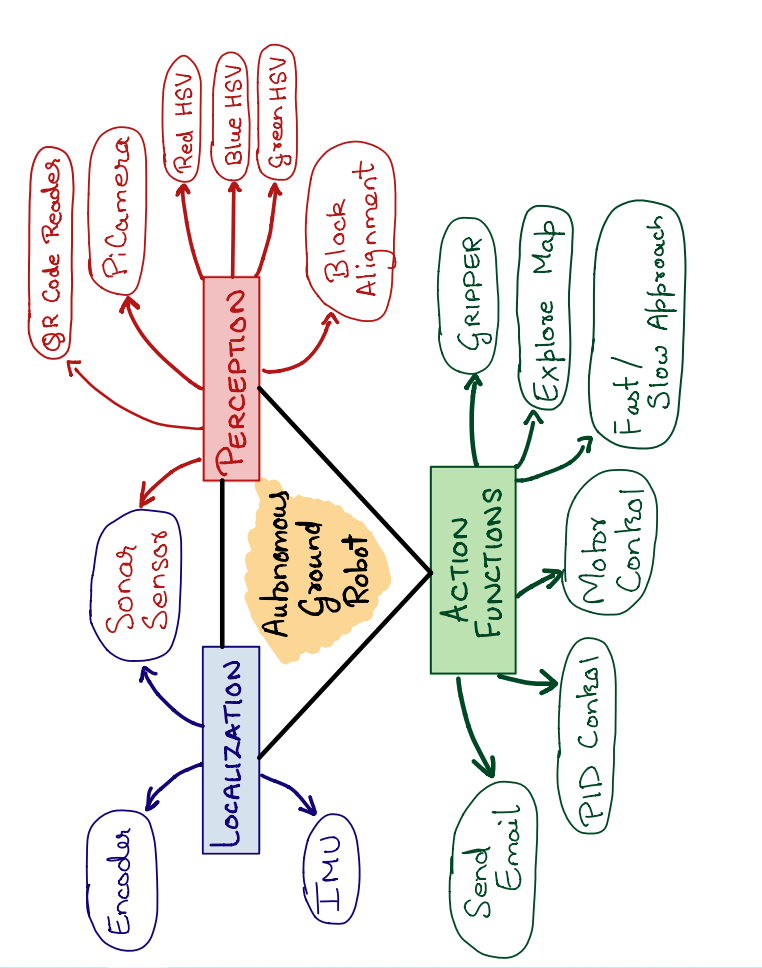 QR Code Reader
Encoder
Sonar
Sensor
PiCamera
Red HSV
Blue HSV
Green HSV
LOCALIZATION
PERCEPTION
Autonomous
Ground
Robot
IMU
Block
Alignment
ACTION
FUNCTIONS
GRIPPER
Explore Map
Fast/
Slow Approach
Send
Email
PID Control
Motor
Control